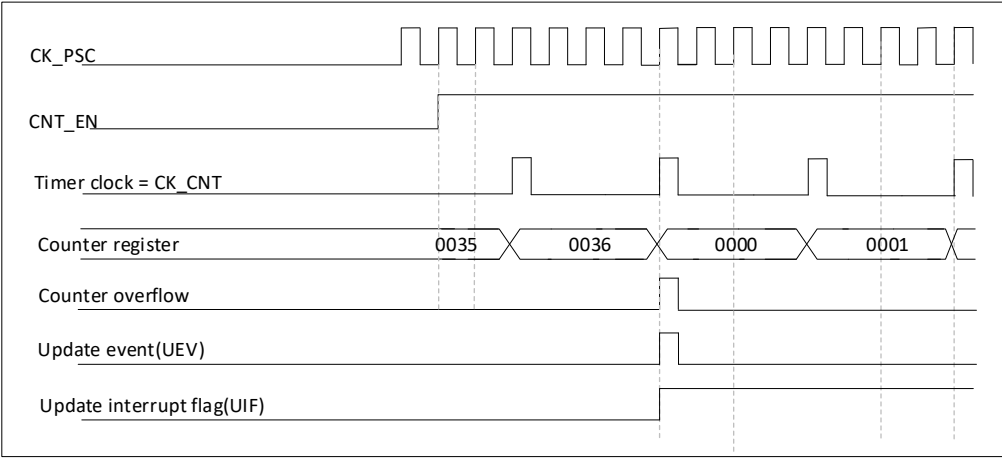 CK_PSC
CNT_EN
Timer clock = CK_CNT
Counter register 0035 0036 0000 0001
Counter overflow
Update event(UEV)
Update interrupt flag(UIF)